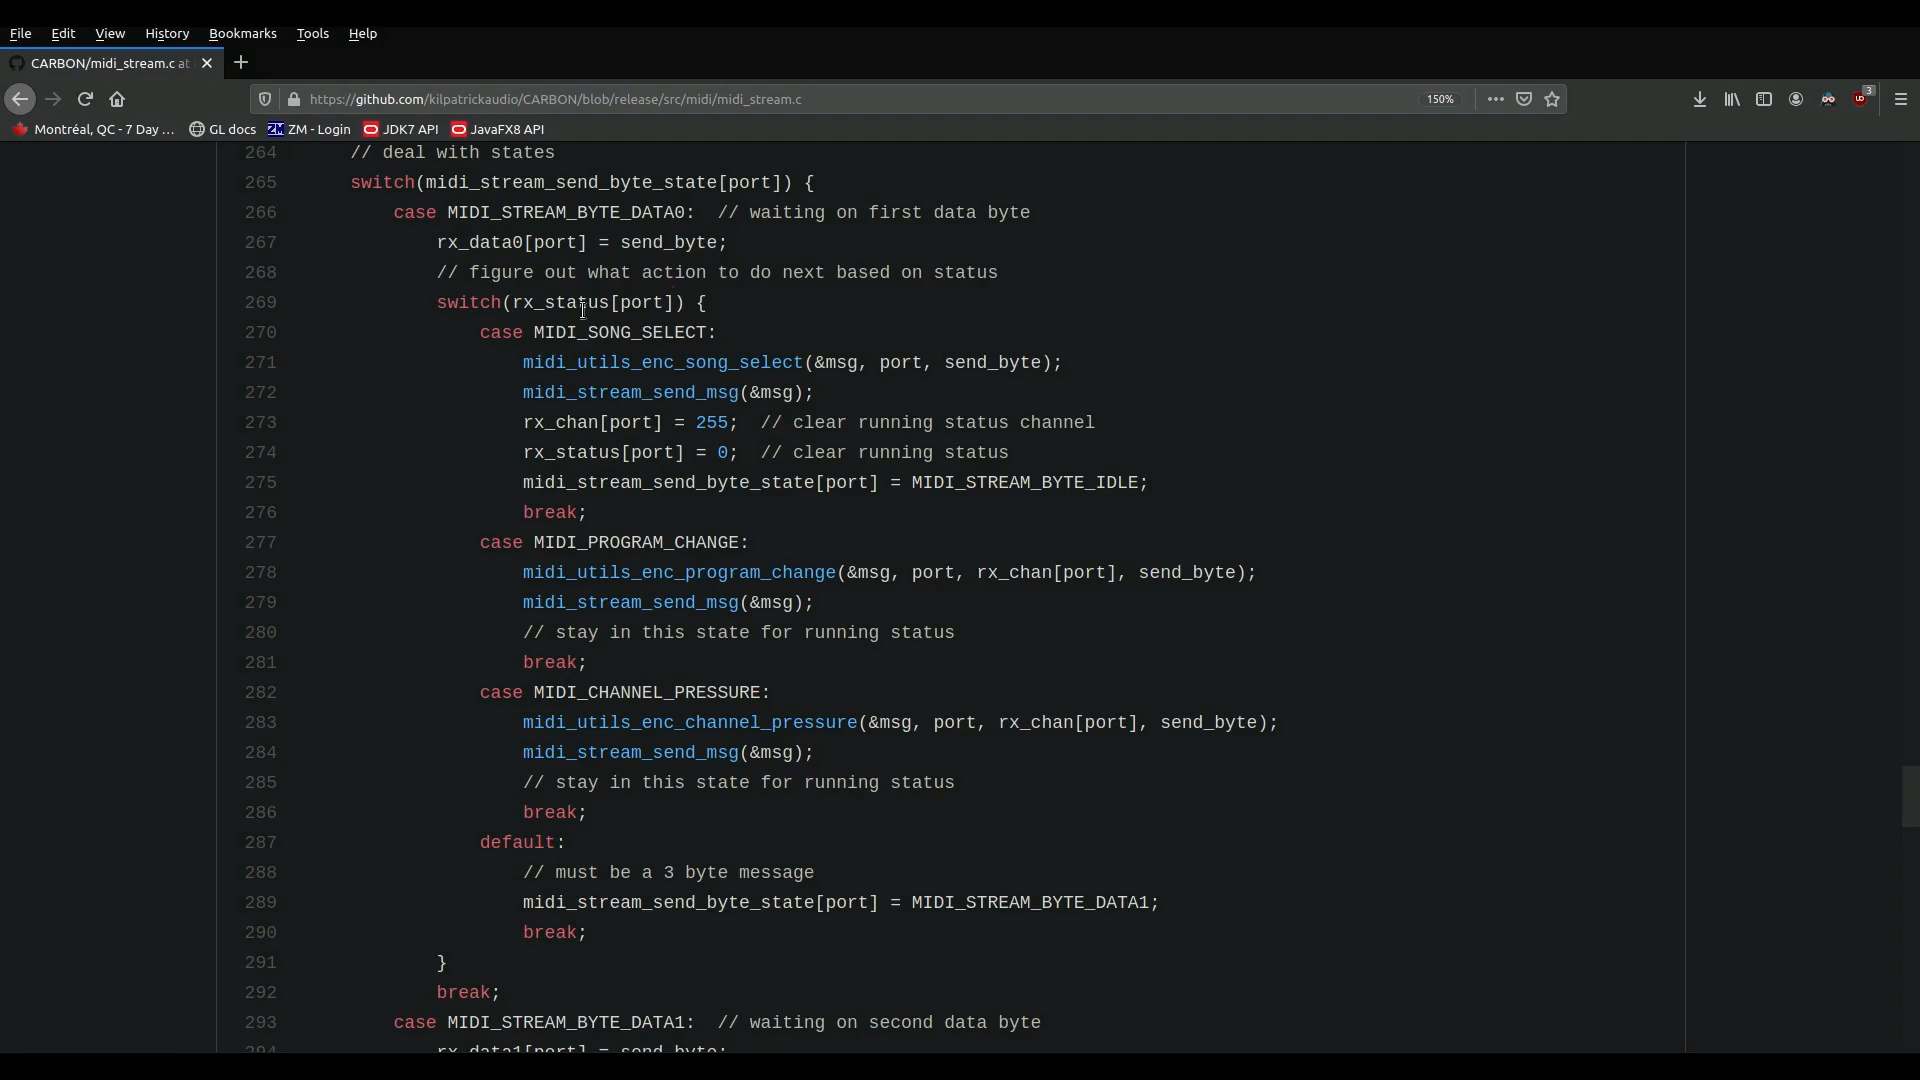 File Edit View History Bookmarks Tools Help
CARBON/midi_stream.c at
https://github.com/kilpatrickaudio/CARBON/blob/release/src/midi/midi_stream.c 150% 3
Montréal, QC - 7 Day ... GL docs ZM - Login JDK7 API JavaFX8 API
264 // deal with states
265 switch(midi_stream_send_byte_state[port]) {
266 case MIDI_STREAM_BYTE_DATA0: // waiting on first data byte
267 rx_data0[port] = send_byte;
268 // figure out what action to do next based on status
269 switch(rx_status[port]) {
270 case MIDI_SONG_SELECT:
271 midi_utils_enc_song_select(&msg, port, send_byte);
272 midi_stream_send_msg(&msg);
273 rx_chan[port] = 255; // clear running status channel
274 rx_status[port] = 0; // clear running status
275 midi_stream_send_byte_state[port] = MIDI_STREAM_BYTE_IDLE;
276 break;
277 case MIDI_PROGRAM_CHANGE:
278 midi_utils_enc_program_change(&msg, port, rx_chan[port], send_byte);
279 midi_stream_send_msg(&msg);
280 // stay in this state for running status
281 break;
282 case MIDI_CHANNEL_PRESSURE:
283 midi_utils_enc_channel_pressure(&msg, port, rx_chan[port], send_byte);
284 midi_stream_send_msg(&msg);
285 // stay in this state for running status
286 break;
287 default:
288 // must be a 3 byte message
289 midi_stream_send_byte_state[port] = MIDI_STREAM_BYTE_DATA1;
290 break;
291 }
292 break;
293 case MIDI_STREAM_BYTE_DATA1: // waiting on second data byte
294 rx_data1[port] = send_byte;